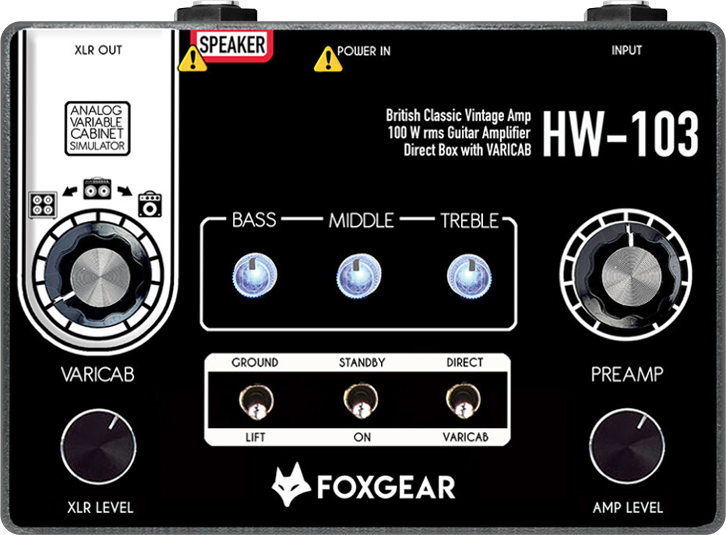 XLR OUT
SPEAKER
POWER IN
INPUT
ANALOG
VARIABLE
CABINET
SIMULATOR
British Classic Vintage Amp
100 W rms Guitar Amplifier
Direct Box with VARICAB
HW-103
BASS
MIDDLE
TREBLE
VARICAB
PREAMP
GROUND
STANDBY
DIRECT
LIFT
ON
VARICAB
XLR LEVEL
AMP LEVEL
FOXGEAR